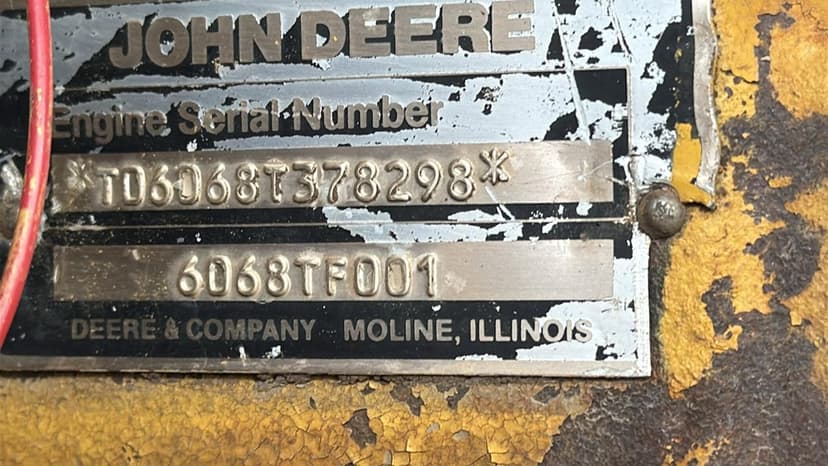 JOHN DEERE
Engine Serial Number
*T06068T378298*
6068TF001
DEERE & COMPANY MOLINE, ILLINOIS